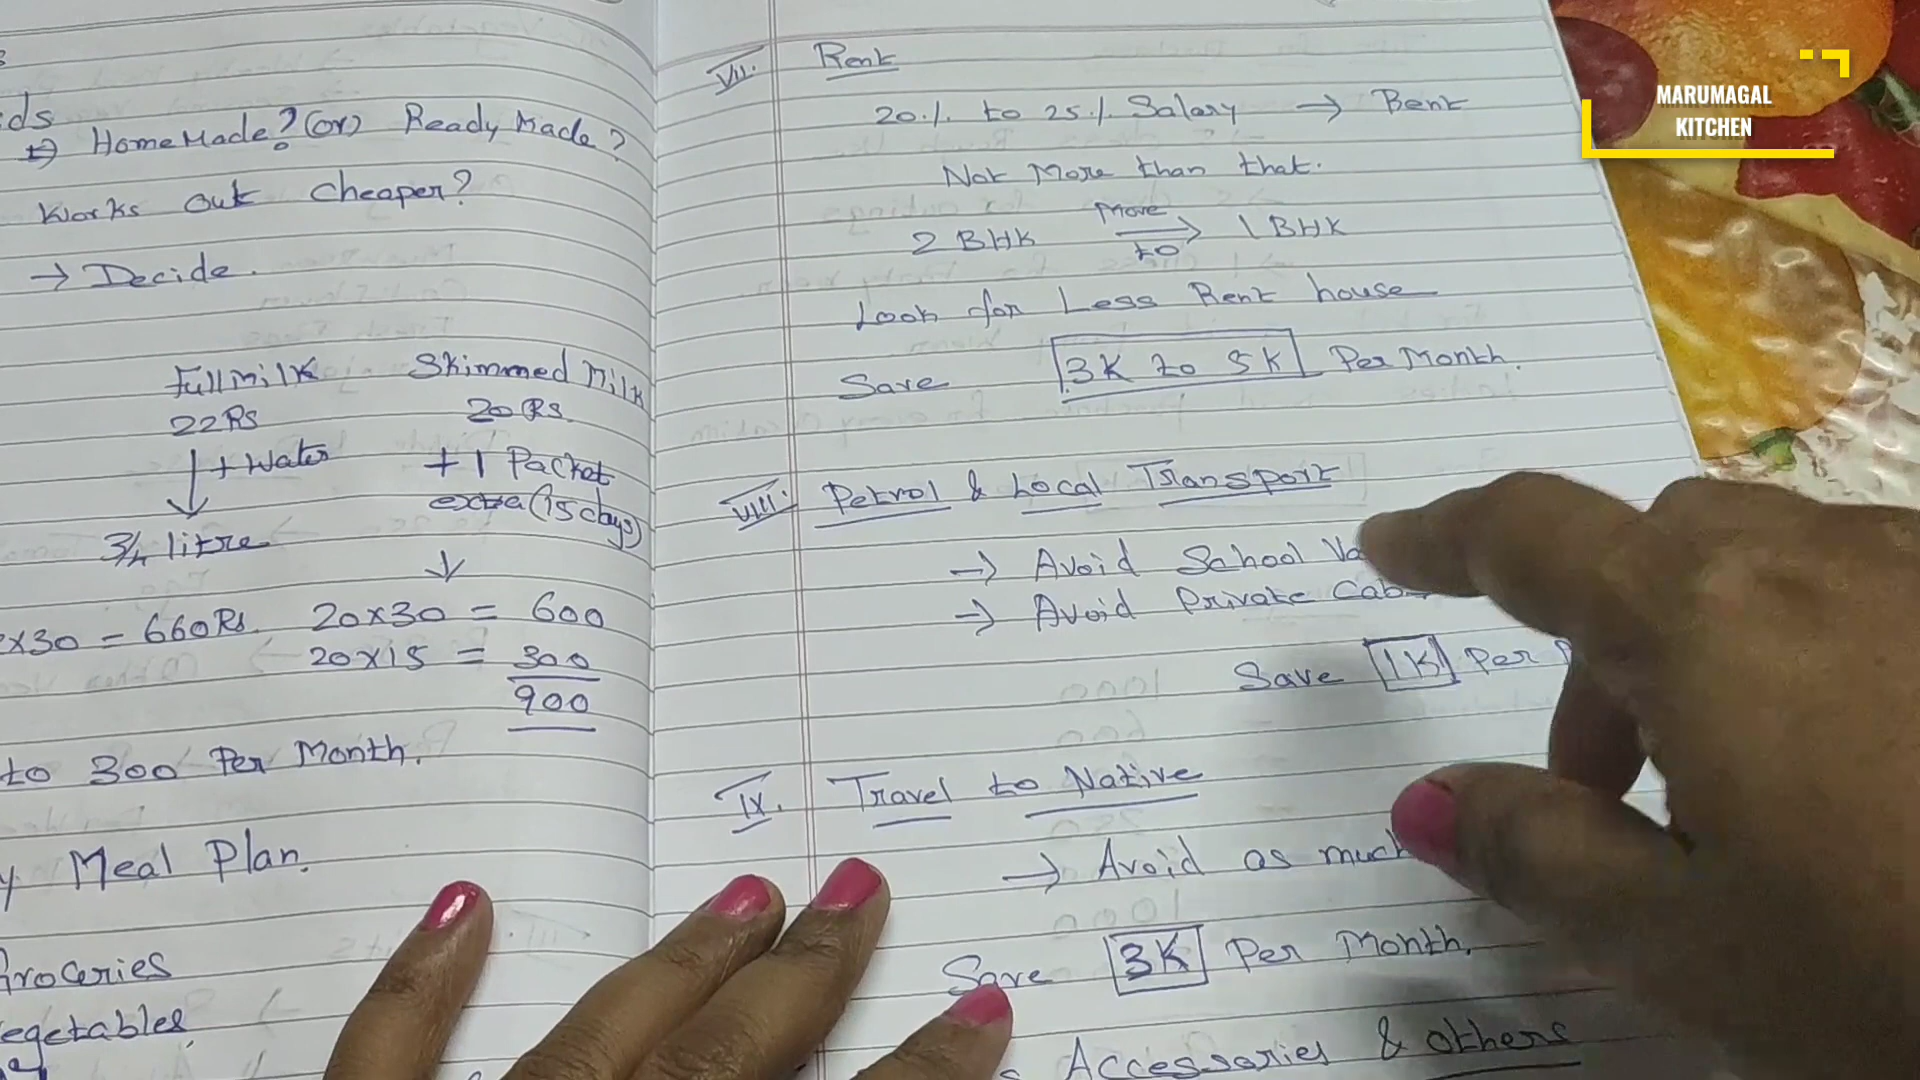 ds
→ HomeMade? (or) Ready Made?
Works out cheaper?
→ Decide.
Full milk Skimmed Milk
22 Rs 20 Rs.
↓ + Water + 1 Packet
extra (15 days)
3/4 litre ↓
x30 = 660 Rs 20x30 = 600
20x15 = 300
900
to 300 Per Month.
y Meal Plan.
Groceries
egetables
VII. Rent
20% to 25% Salary → Rent
Not More than that.
2 BHK Move to → 1 BHK
Look for Less Rent house
Save 3K to 5K Per Month.
VIII. Petrol & Local Transport
→ Avoid School
→ Avoid Private Cab
Save 1K Per
IX. Travel to Native
→ Avoid as much
Save 3K Per Month.
Accessories & others
MARUMAGAL
KITCHEN